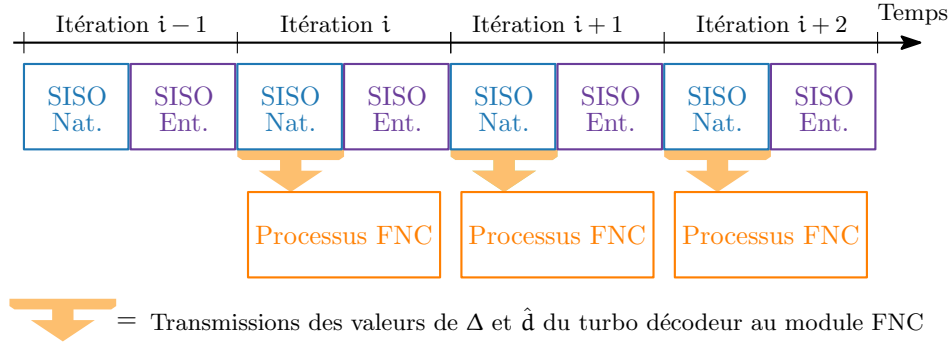 Temps
Itération i − 1 Itération i Itération i + 1 Itération i + 2
SISO SISO SISO SISO SISO SISO SISO SISO
Nat. Ent. Nat. Ent. Nat. Ent. Nat. Ent.
Processus FNC Processus FNC Processus FNC
= Transmissions des valeurs de Δ et d̂ du turbo décodeur au module FNC